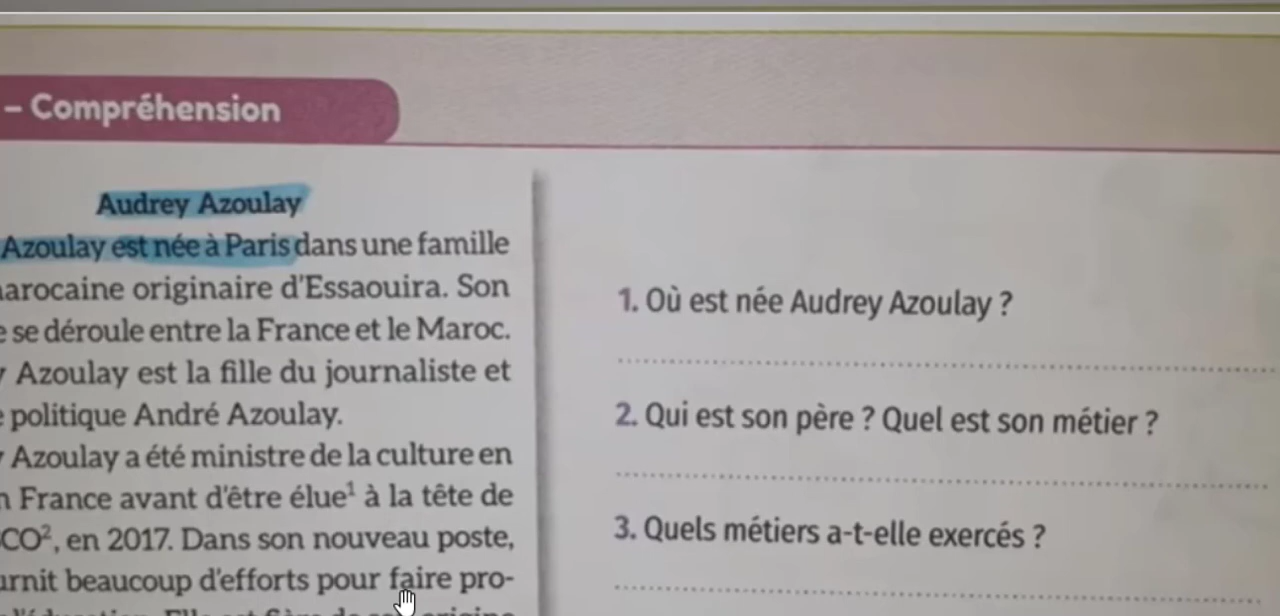 – Compréhension
Audrey Azoulay
Azoulay est née à Paris dans une famille
originaire d'Essaouira. Son
se déroule entre la France et le Maroc.
Azoulay est la fille du journaliste et
politique André Azoulay.
Azoulay a été ministre de la culture en
France avant d'être élue¹ à la tête de
CO², en 2017. Dans son nouveau poste,
beaucoup d'efforts pour faire pro-
1. Où est née Audrey Azoulay ?
2. Qui est son père ? Quel est son métier ?
3. Quels métiers a-t-elle exercés ?